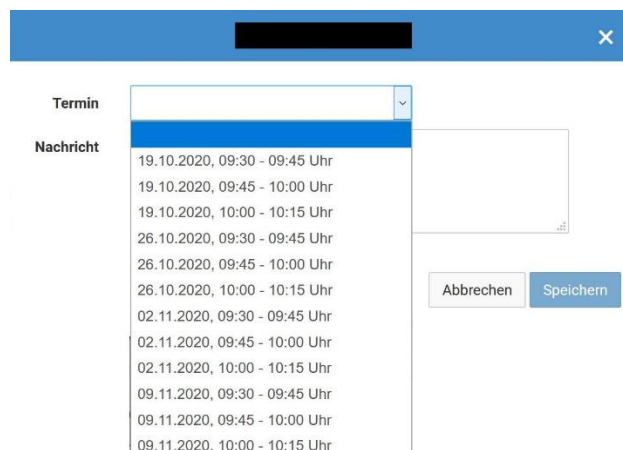 Termin
Nachricht
19.10.2020, 09:30 - 09:45 Uhr
19.10.2020, 09:45 - 10:00 Uhr
19.10.2020, 10:00 - 10:15 Uhr
26.10.2020, 09:30 - 09:45 Uhr
26.10.2020, 09:45 - 10:00 Uhr
26.10.2020, 10:00 - 10:15 Uhr
02.11.2020, 09:30 - 09:45 Uhr
02.11.2020, 09:45 - 10:00 Uhr
02.11.2020, 10:00 - 10:15 Uhr
09.11.2020, 09:30 - 09:45 Uhr
09.11.2020, 09:45 - 10:00 Uhr
09.11.2020, 10:00 - 10:15 Uhr
Abbrechen Speichern